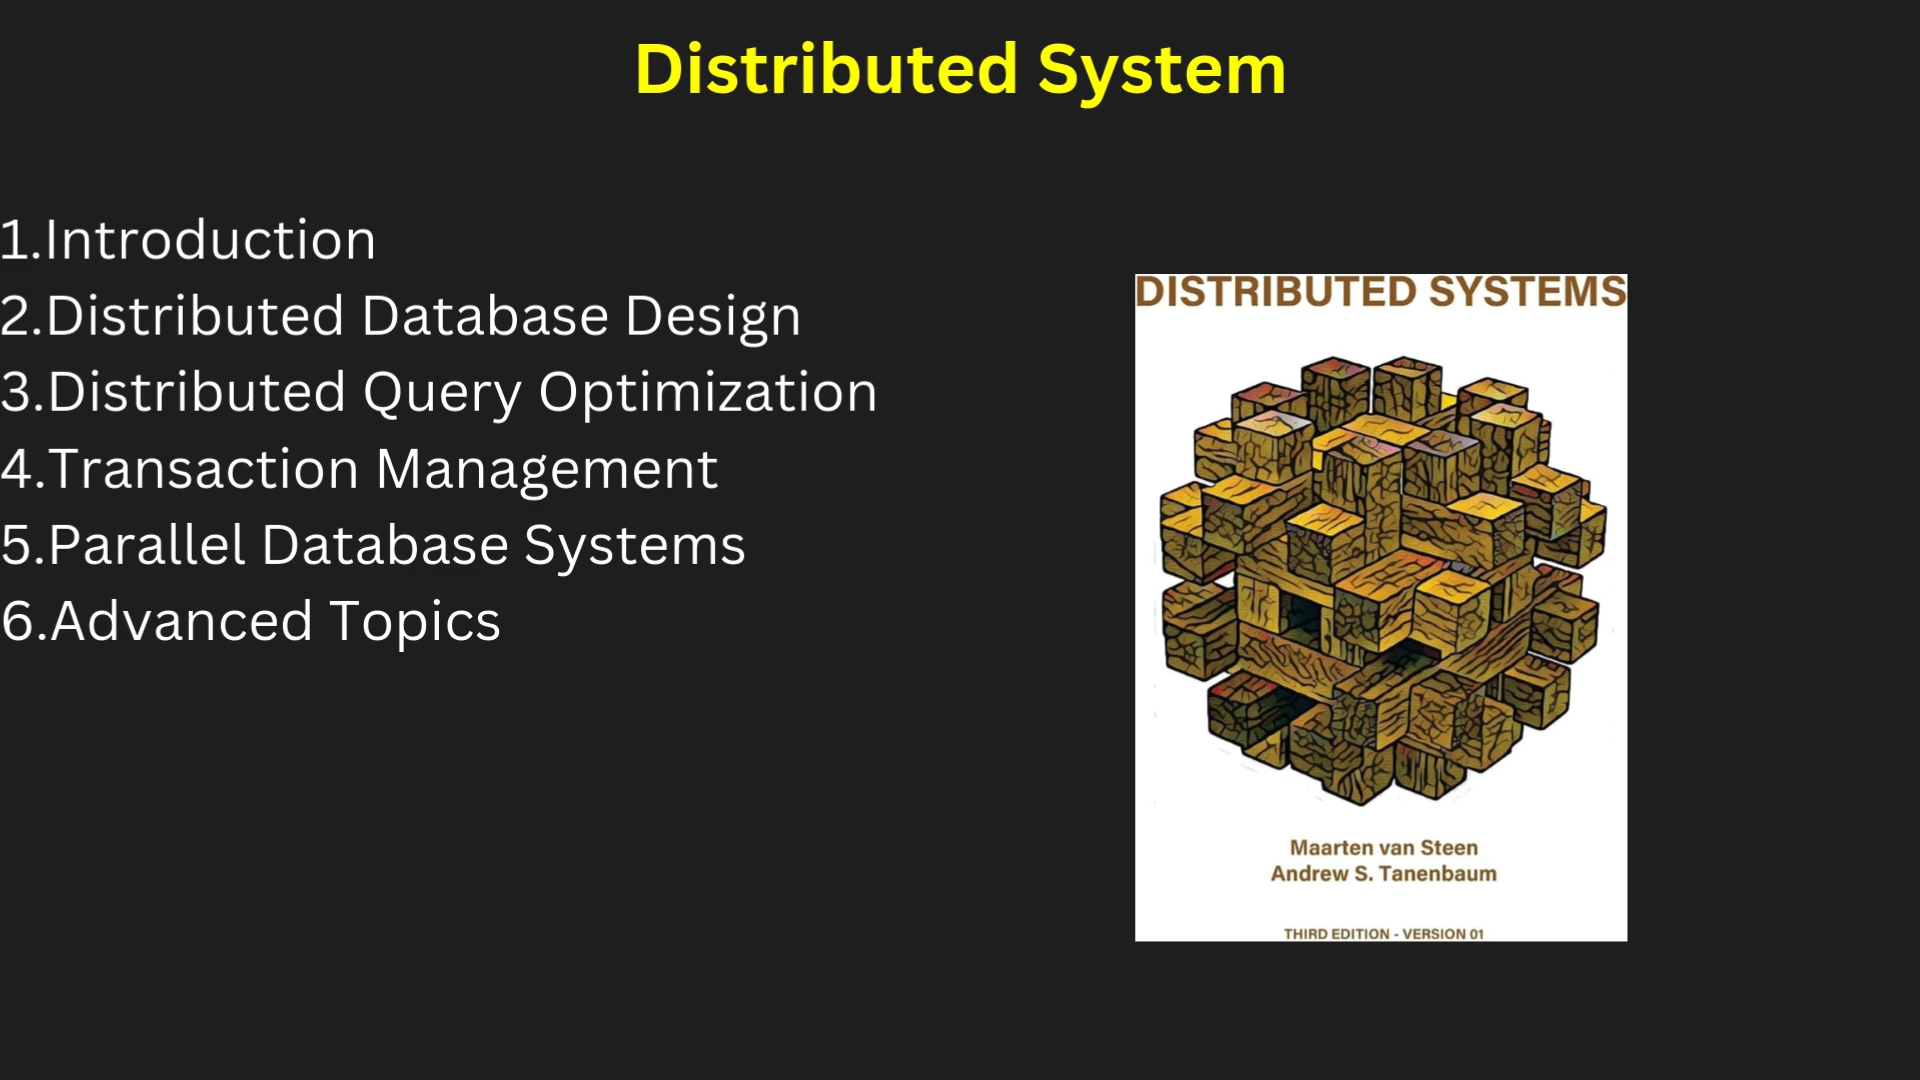 Distributed System
1.Introduction
2.Distributed Database Design
3.Distributed Query Optimization
4.Transaction Management
5.Parallel Database Systems
6.Advanced Topics
DISTRIBUTED SYSTEMS
Maarten van Steen
Andrew S. Tanenbaum
THIRD EDITION - VERSION 01